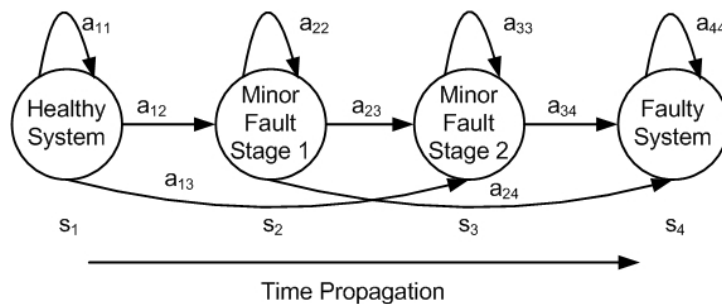 a11
a22
a33
a44
Healthy
System
a12
Minor
Fault
Stage 1
a23
Minor
Fault
Stage 2
a34
Faulty
System
a13
a24
s1
s2
s3
s4
Time Propagation